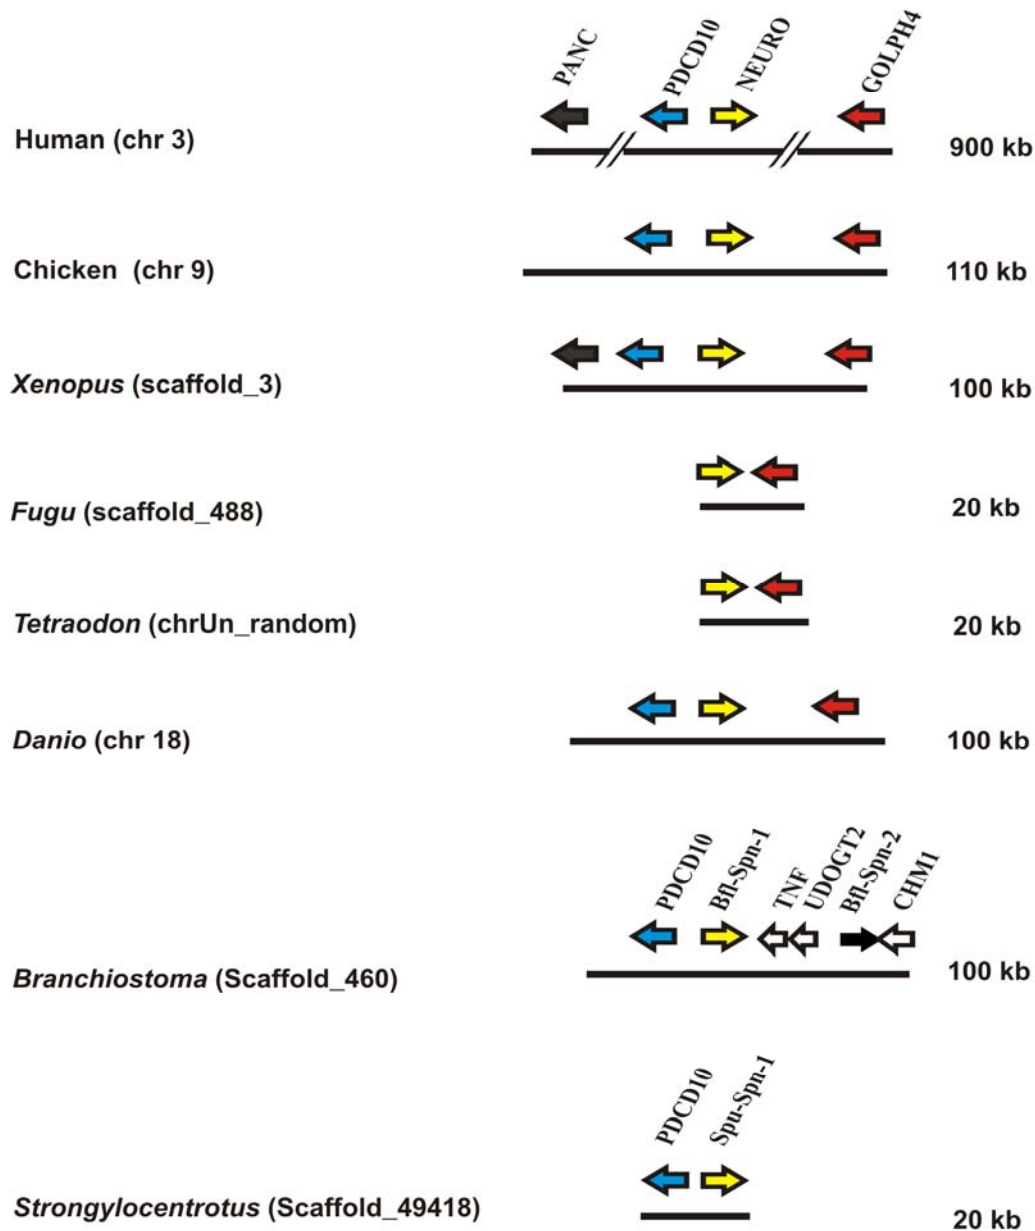 PANC PDCD10 NEURO GOLPH4
Human (chr 3) 900 kb
Chicken (chr 9) 110 kb
Xenopus (scaffold_3) 100 kb
Fugu (scaffold_488) 20 kb
Tetraodon (chrUn_random) 20 kb
Danio (chr 18) 100 kb
PDCD10 Bfl-Spn-1 TNF UDOGT2 Bfl-Spn-2 CHM1
Branchiostoma (Scaffold_460) 100 kb
PDCD10 Spu-Spn-1
Strongylocentrotus (Scaffold_49418) 20 kb